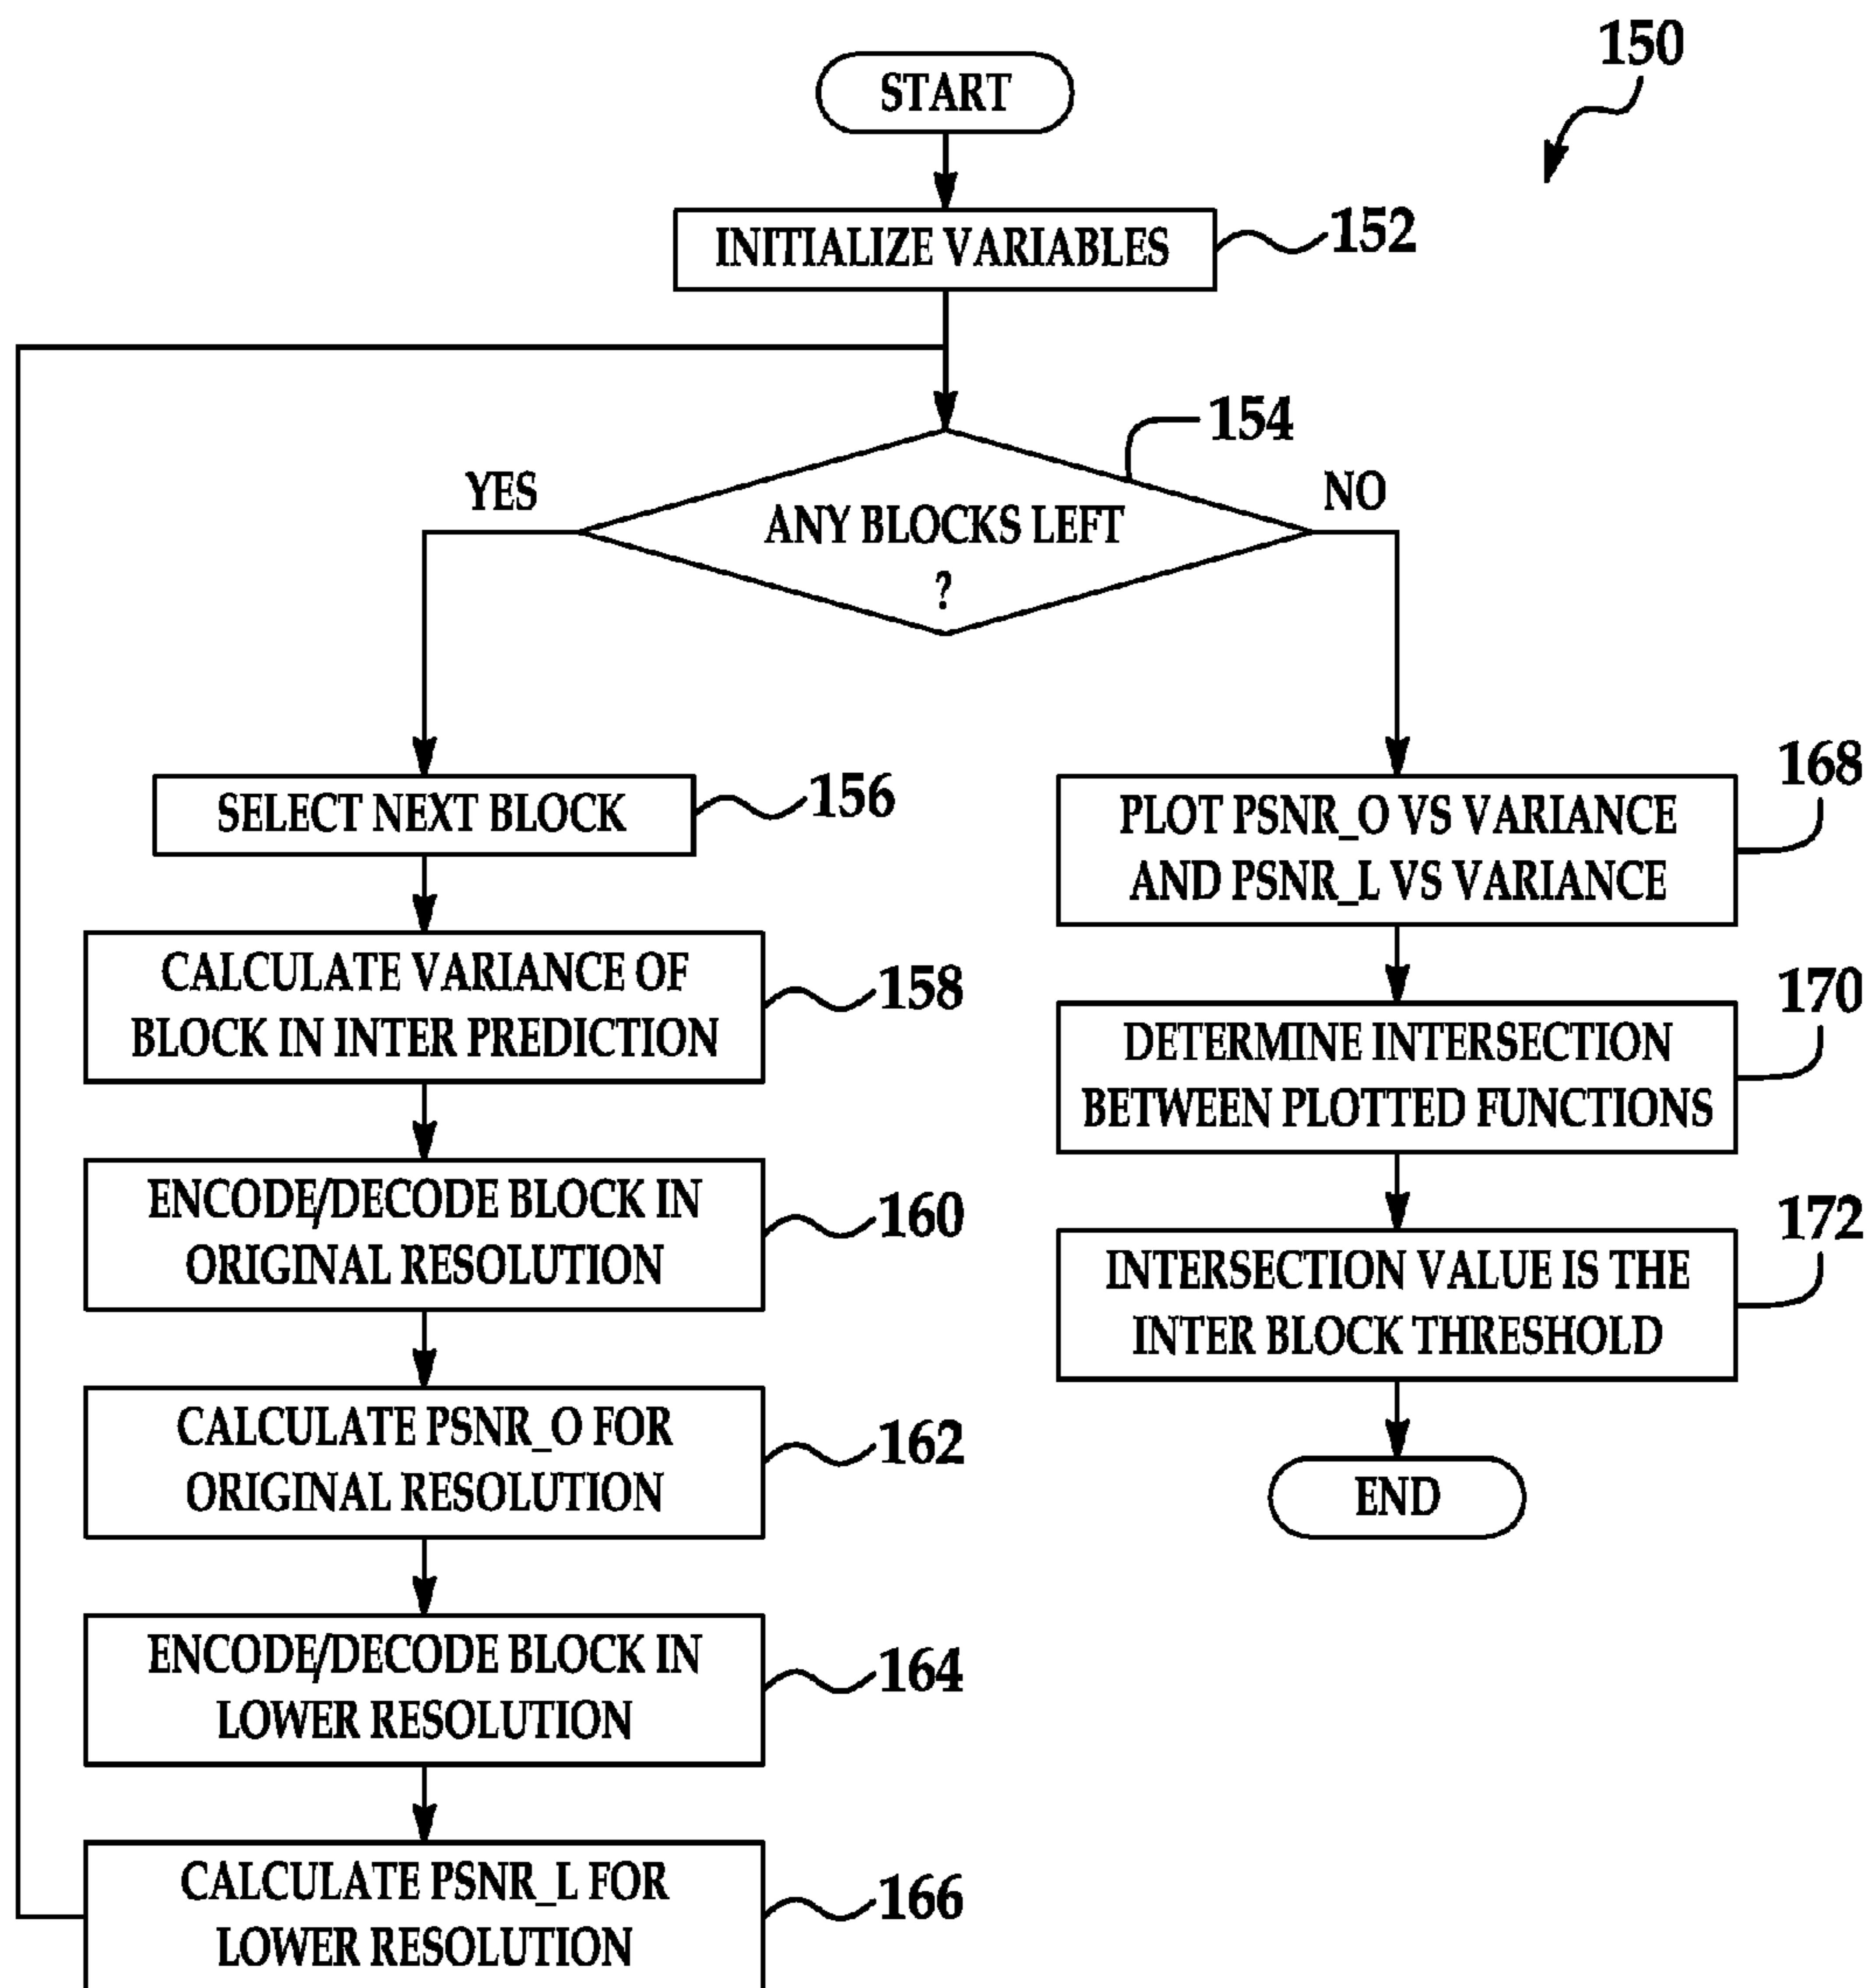 150
START
INITIALIZE VARIABLES
152
154
YES
NO
ANY BLOCKS LEFT
?
SELECT NEXT BLOCK
156
CALCULATE VARIANCE OF
BLOCK IN INTER PREDICTION
158
ENCODE/DECODE BLOCK IN
ORIGINAL RESOLUTION
160
CALCULATE PSNR_O FOR
ORIGINAL RESOLUTION
162
ENCODE/DECODE BLOCK IN
LOWER RESOLUTION
164
CALCULATE PSNR_L FOR
LOWER RESOLUTION
166
PLOT PSNR_O VS VARIANCE
AND PSNR_L VS VARIANCE
168
DETERMINE INTERSECTION
BETWEEN PLOTTED FUNCTIONS
170
INTERSECTION VALUE IS THE
INTER BLOCK THRESHOLD
172
END